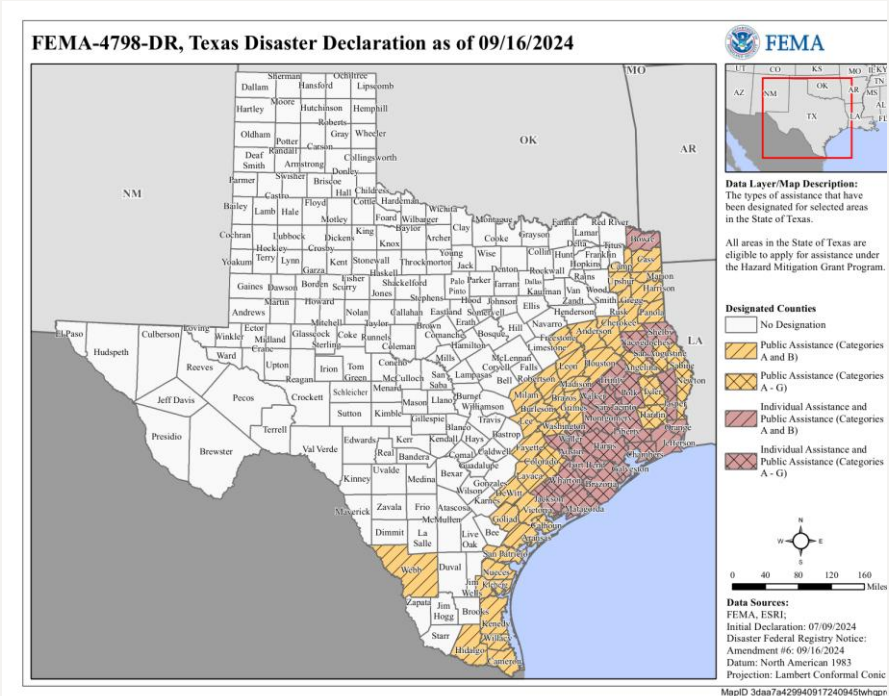 FEMA-4798-DR, Texas Disaster Declaration as of 09/16/2024
FEMA
MO
OK
AR
NM
LA
UT CO KS MO
AZ NM OK AR TN
MS
TX LA AL
Data Layer/Map Description:
The types of assistance that have
been designated for selected areas
in the State of Texas.
All areas in the State of Texas are
eligible to apply for assistance under
the Hazard Mitigation Grant Program.
Designated Counties
No Designation
Public Assistance (Categories
A and B)
Public Assistance (Categories
A - G)
Individual Assistance and
Public Assistance (Categories
A and B)
Individual Assistance and
Public Assistance (Categories
A - G)
N
W E
S
0 40 80 120 160
Miles
Data Sources:
FEMA, ESRI;
Initial Declaration: 07/09/2024
Disaster Federal Registry Notice:
Amendment #6: 09/16/2024
Datum: North American 1983
Projection: Lambert Conformal Conic
MapID 3daa7a429940917240945twhqpr
Sherman Ochiltree
Dallam Hansford Lipscomb
Hartley Moore Hutchinson Hemphill
Roberts
Oldham Potter Carson Gray Wheeler
Deaf Smith Randall Armstrong Donley Collingsworth
Parmer Castro Swisher Briscoe Hall Childress
Bailey Lamb Hale Floyd Motley Cottle Hardeman
Foard Wilbarger Wichita
Cochran Hockley Lubbock Crosby Dickens King Knox Baylor Archer Clay Montague Cooke Grayson Fannin Lamar Red River
Delta Titus Bowie
Yoakum Terry Lynn Garza Kent Stonewall Haskell Throckmorton Young Jack Wise Denton Collin Hunt Hopkins Franklin Camp Cass
Rockwall Rains Upshur Marion
Gaines Dawson Borden Scurry Fisher Jones Shackelford Stephens Palo Pinto Parker Tarrant Dallas Kaufman Van Zandt Wood Smith Gregg Harrison
Andrews Martin Howard Mitchell Nolan Taylor Callahan Eastland Erath Hood Somervell Johnson Ellis Henderson Rusk Panola
El Paso Hudspeth Culberson Loving Winkler Ector Midland Glasscock Sterling Coke Runnels Coleman Brown Comanche Hamilton Bosque Hill Navarro Freestone Anderson Cherokee Shelby
Reeves Ward Crane Upton Reagan Irion Tom Green Concho McCulloch Mills San Saba Lampasas Coryell McLennan Falls Limestone Leon Houston Nacogdoches San Augustine Sabine
Jeff Davis Pecos Crockett Schleicher Menard Mason Llano Burnet Bell Milam Robertson Madison Walker Trinity Angelina Polk Tyler Jasper Newton
Presidio Brewster Terrell Sutton Kimble Gillespie Blanco Williamson Travis Lee Burleson Brazos Grimes Montgomery San Jacinto Hardin Liberty Orange Jefferson
Val Verde Edwards Real Kerr Bandera Kendall Comal Hays Caldwell Bastrop Fayette Washington Austin Waller Harris Chambers
Kinney Uvalde Medina Bexar Guadalupe Gonzales Lavaca Colorado Wharton Fort Bend Galveston Brazoria
Maverick Zavala Frio Atascosa Wilson Karnes DeWitt Victoria Jackson Matagorda
Dimmit La Salle McMullen Live Oak Bee Goliad Calhoun Aransas
Webb Duval Jim Wells San Patricio Nueces Kleberg
Zapata Jim Hogg Brooks Kenedy
Starr Hidalgo Willacy Cameron